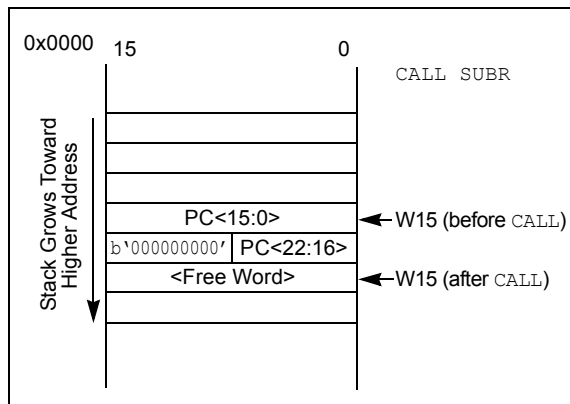 0x0000
15 0
CALL SUBR
Stack Grows Toward
Higher Address
PC<15:0>
W15 (before CALL)
b‘000000000’ PC<22:16>
<Free Word>
W15 (after CALL)